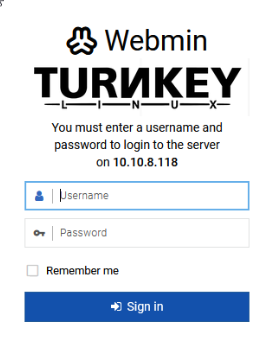 Webmin
TURNKEY
LINUX
You must enter a username and
password to login to the server
on 10.10.8.118
Username
Password
Remember me
Sign in